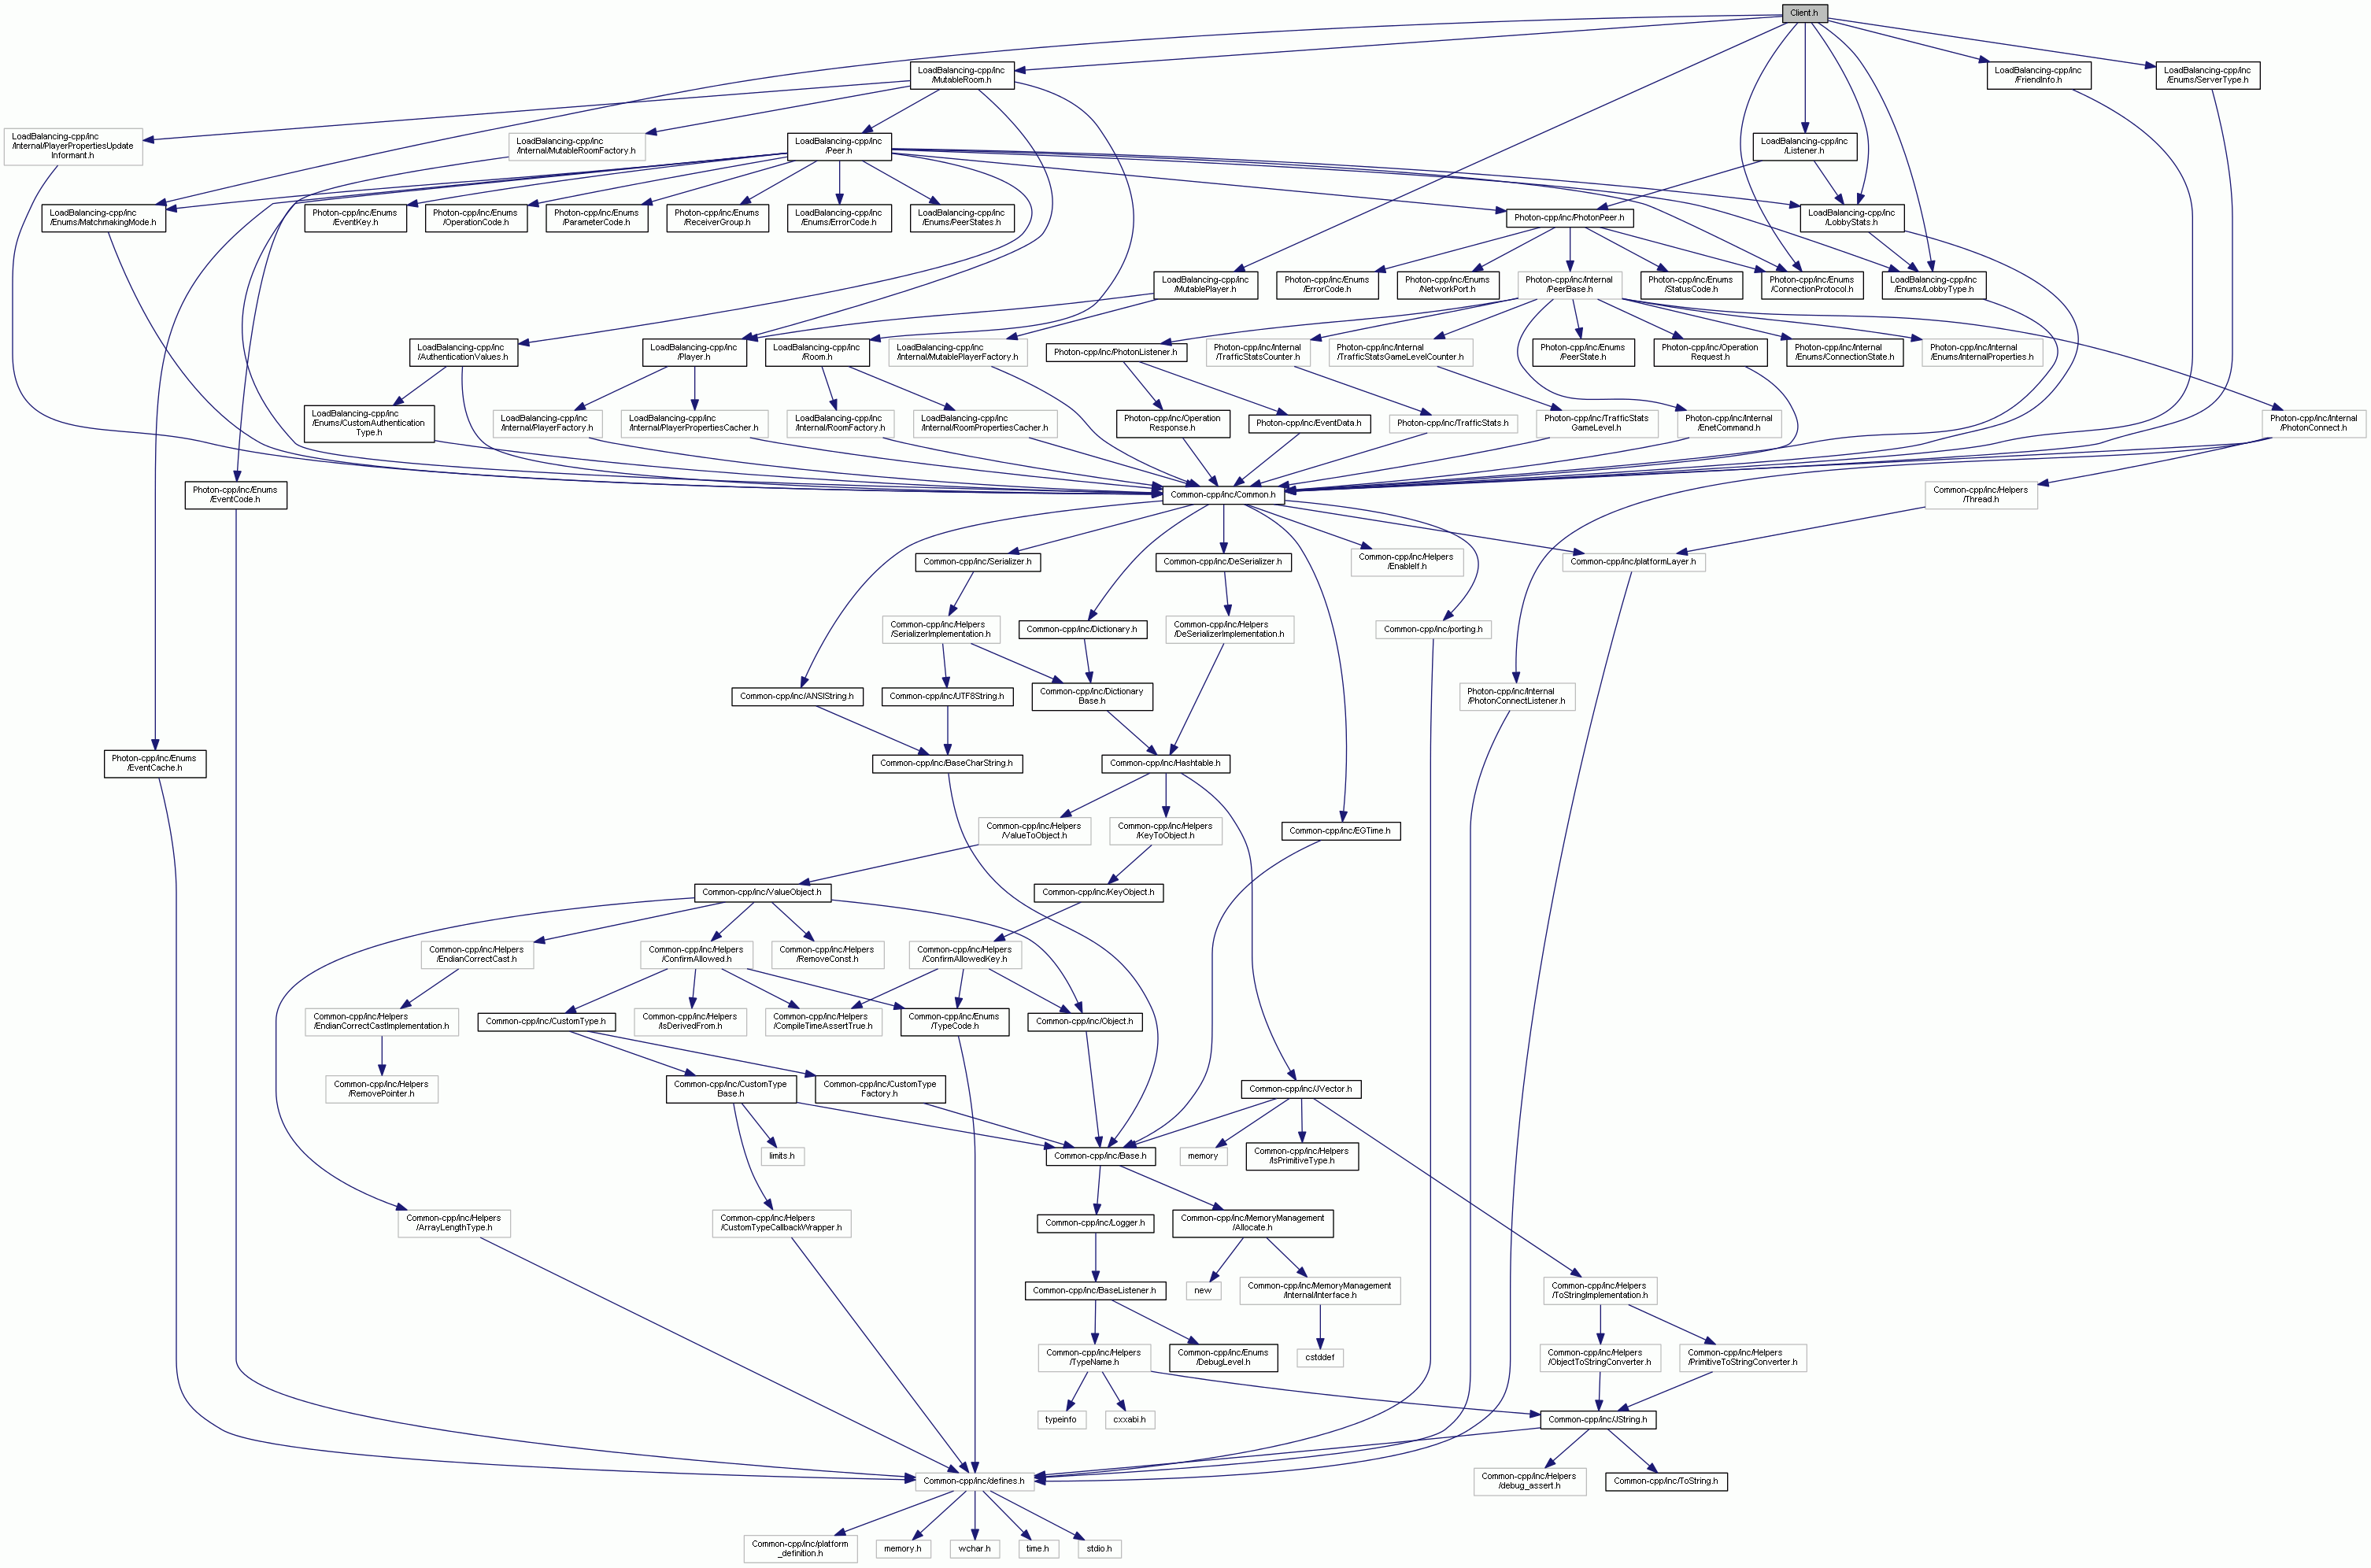 Client.h
LoadBalancing-cpp/inc
/MutableRoom.h
LoadBalancing-cpp/inc
/FriendInfo.h
LoadBalancing-cpp/inc
/Enums/ServerType.h
LoadBalancing-cpp/inc
/Internal/PlayerPropertiesUpdate
Informant.h
LoadBalancing-cpp/inc
/Internal/MutableRoomFactory.h
LoadBalancing-cpp/inc
/Peer.h
LoadBalancing-cpp/inc
/Listener.h
LoadBalancing-cpp/inc
/Enums/MatchmakingMode.h
Photon-cpp/inc/Enums
/EventKey.h
Photon-cpp/inc/Enums
/OperationCode.h
Photon-cpp/inc/Enums
/ParameterCode.h
Photon-cpp/inc/Enums
/ReceiverGroup.h
LoadBalancing-cpp/inc
/Enums/ErrorCode.h
LoadBalancing-cpp/inc
/Enums/PeerStates.h
Photon-cpp/inc/PhotonPeer.h
LoadBalancing-cpp/inc
/LobbyStats.h
LoadBalancing-cpp/inc
/MutablePlayer.h
Photon-cpp/inc/Enums
/ErrorCode.h
Photon-cpp/inc/Enums
/NetworkPort.h
Photon-cpp/inc/Internal
/PeerBase.h
Photon-cpp/inc/Enums
/StatusCode.h
Photon-cpp/inc/Enums
/ConnectionProtocol.h
LoadBalancing-cpp/inc
/Enums/LobbyType.h
LoadBalancing-cpp/inc
/AuthenticationValues.h
LoadBalancing-cpp/inc
/Player.h
LoadBalancing-cpp/inc
/Room.h
LoadBalancing-cpp/inc
/Internal/MutablePlayerFactory.h
Photon-cpp/inc/PhotonListener.h
Photon-cpp/inc/Internal
/TrafficStatsCounter.h
Photon-cpp/inc/Internal
/TrafficStatsGameLevelCounter.h
Photon-cpp/inc/Enums
/PeerState.h
Photon-cpp/inc/Operation
Request.h
Photon-cpp/inc/Internal
/Enums/ConnectionState.h
Photon-cpp/inc/Internal
/Enums/InternalProperties.h
LoadBalancing-cpp/inc
/Enums/CustomAuthentication
Type.h
LoadBalancing-cpp/inc
/Internal/PlayerFactory.h
LoadBalancing-cpp/inc
/Internal/PlayerPropertiesCacher.h
LoadBalancing-cpp/inc
/Internal/RoomFactory.h
LoadBalancing-cpp/inc
/Internal/RoomPropertiesCacher.h
Photon-cpp/inc/Operation
Response.h
Photon-cpp/inc/EventData.h
Photon-cpp/inc/TrafficStats.h
Photon-cpp/inc/TrafficStats
GameLevel.h
Photon-cpp/inc/Internal
/EnetCommand.h
Photon-cpp/inc/Internal
/PhotonConnect.h
Photon-cpp/inc/Enums
/EventCode.h
Common-cpp/inc/Common.h
Common-cpp/inc/Helpers
/Thread.h
Common-cpp/inc/Serializer.h
Common-cpp/inc/DeSerializer.h
Common-cpp/inc/Helpers
/EnableIf.h
Common-cpp/inc/platformLayer.h
Common-cpp/inc/Helpers
/SerializerImplementation.h
Common-cpp/inc/Dictionary.h
Common-cpp/inc/Helpers
/DeSerializerImplementation.h
Common-cpp/inc/porting.h
Common-cpp/inc/ANSIString.h
Common-cpp/inc/UTF8String.h
Common-cpp/inc/Dictionary
Base.h
Photon-cpp/inc/Internal
/PhotonConnectListener.h
Photon-cpp/inc/Enums
/EventCache.h
Common-cpp/inc/BaseCharString.h
Common-cpp/inc/Hashtable.h
Common-cpp/inc/Helpers
/ValueToObject.h
Common-cpp/inc/Helpers
/KeyToObject.h
Common-cpp/inc/EGTime.h
Common-cpp/inc/ValueObject.h
Common-cpp/inc/KeyObject.h
Common-cpp/inc/Helpers
/EndianCorrectCast.h
Common-cpp/inc/Helpers
/ConfirmAllowed.h
Common-cpp/inc/Helpers
/RemoveConst.h
Common-cpp/inc/Helpers
/ConfirmAllowedKey.h
Common-cpp/inc/Helpers
/EndianCorrectCastImplementation.h
Common-cpp/inc/CustomType.h
Common-cpp/inc/Helpers
/IsDerivedFrom.h
Common-cpp/inc/Helpers
/CompileTimeAssertTrue.h
Common-cpp/inc/Enums
/TypeCode.h
Common-cpp/inc/Object.h
Common-cpp/inc/Helpers
/RemovePointer.h
Common-cpp/inc/CustomType
Base.h
Common-cpp/inc/CustomType
Factory.h
Common-cpp/inc/JVector.h
limits.h
Common-cpp/inc/Base.h
memory
Common-cpp/inc/Helpers
/IsPrimitiveType.h
Common-cpp/inc/Helpers
/ArrayLengthType.h
Common-cpp/inc/Helpers
/CustomTypeCallbackWrapper.h
Common-cpp/inc/Logger.h
Common-cpp/inc/MemoryManagement
/Allocate.h
Common-cpp/inc/BaseListener.h
new
Common-cpp/inc/MemoryManagement
/Internal/Interface.h
Common-cpp/inc/Helpers
/ToStringImplementation.h
Common-cpp/inc/Helpers
/TypeName.h
Common-cpp/inc/Enums
/DebugLevel.h
cstddef
Common-cpp/inc/Helpers
/ObjectToStringConverter.h
Common-cpp/inc/Helpers
/PrimitiveToStringConverter.h
typeinfo
cxxabi.h
Common-cpp/inc/JString.h
Common-cpp/inc/defines.h
Common-cpp/inc/Helpers
/debug_assert.h
Common-cpp/inc/ToString.h
Common-cpp/inc/platform
_definition.h
memory.h
wchar.h
time.h
stdio.h